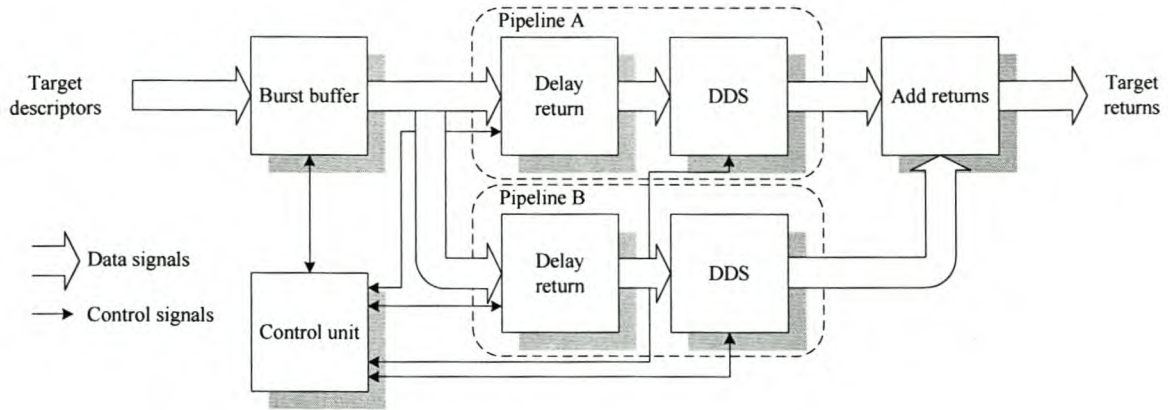 Pipeline A
Target
descriptors
Burst buffer
Delay
return
DDS
Add returns
Target
returns
Pipeline B
Delay
return
DDS
Data signals
Control signals
Control unit